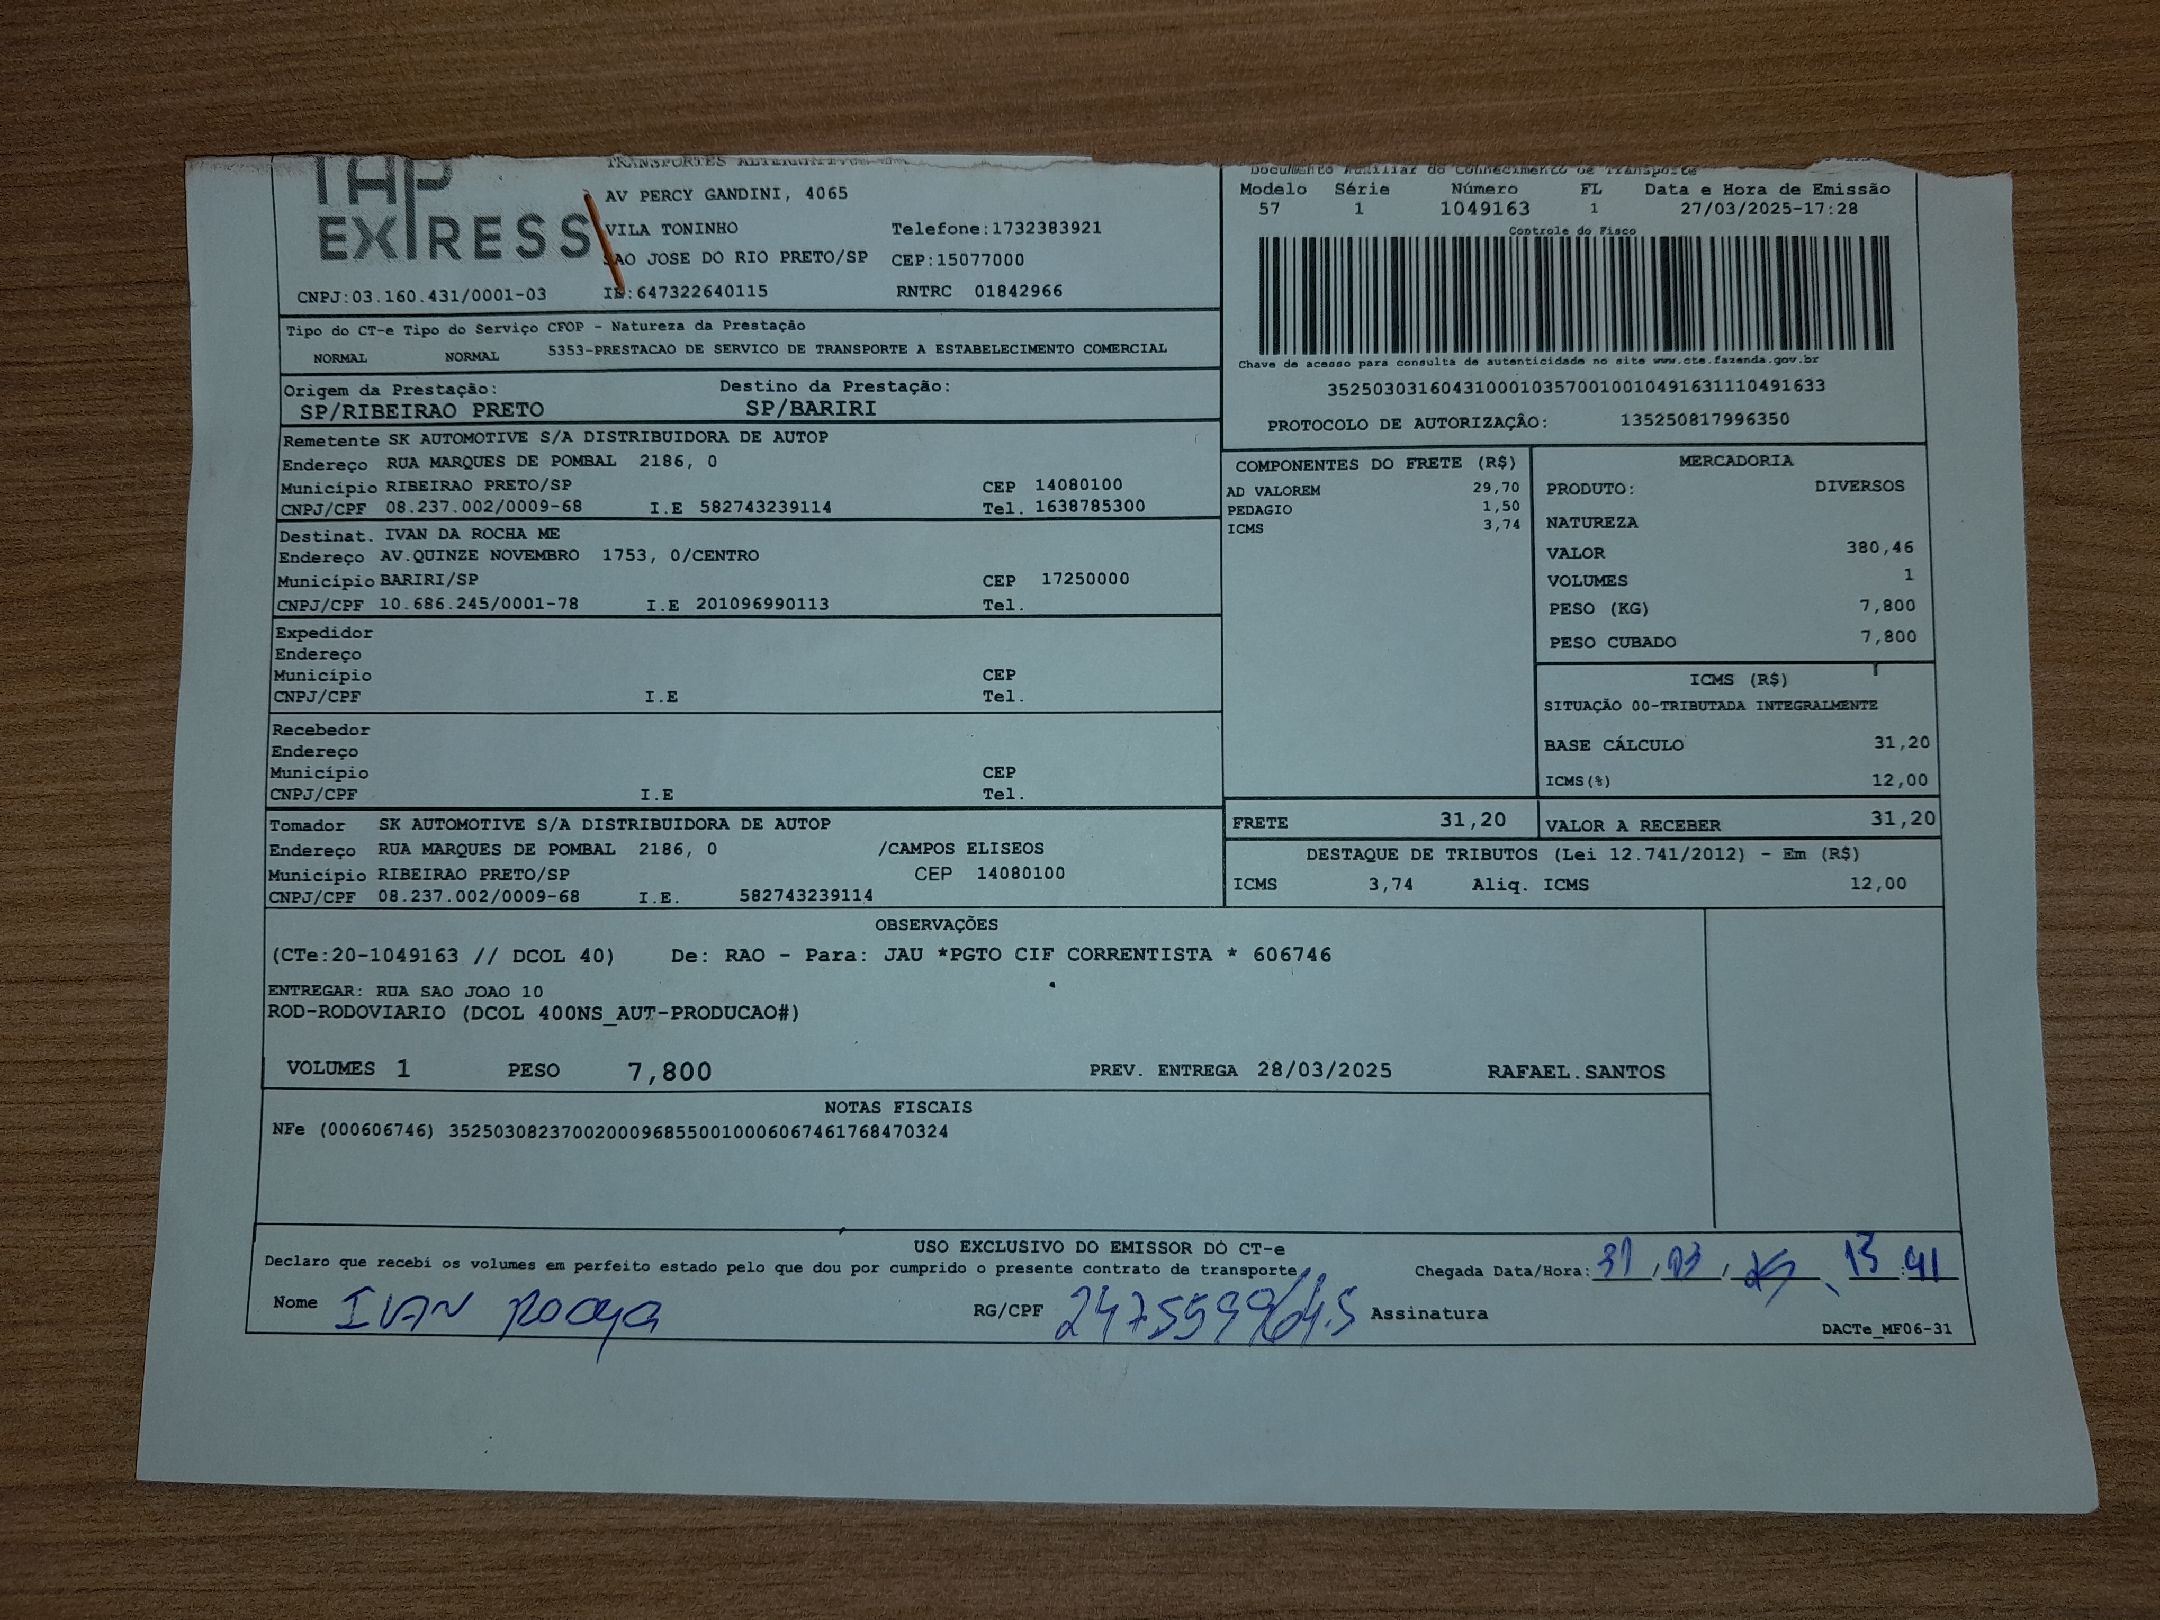 TAP
EXPRESS
AV PERCY GANDINI, 4065
VILA TONINHO Telefone:1732383921
SAO JOSE DO RIO PRETO/SP CEP:15077000
CNPJ:03.160.431/0001-03 IE:647322640115 RNTRC 01842966
Documento Auxiliar do Conhecimento de Transporte
Modelo Série Número FL Data e Hora de Emissão
57 1 1049163 1 27/03/2025-17:28
Controle do Fisco
Chave de acesso para consulta de autenticidade no site www.cte.fazenda.gov.br
35250303160431000103570010010491631110491633
PROTOCOLO DE AUTORIZAÇÃO: 135250817996350
Tipo do CT-e Tipo do Serviço CFOP - Natureza da Prestação
NORMAL NORMAL 5353-PRESTACAO DE SERVICO DE TRANSPORTE A ESTABELECIMENTO COMERCIAL
Origem da Prestação: Destino da Prestação:
SP/RIBEIRAO PRETO SP/BARIRI
Remetente SK AUTOMOTIVE S/A DISTRIBUIDORA DE AUTOP
Endereço RUA MARQUES DE POMBAL 2186, 0
Município RIBEIRAO PRETO/SP CEP 14080100
CNPJ/CPF 08.237.002/0009-68 I.E 582743239114 Tel. 1638785300
Destinat. IVAN DA ROCHA ME
Endereço AV.QUINZE NOVEMBRO 1753, 0/CENTRO
Município BARIRI/SP CEP 17250000
CNPJ/CPF 10.686.245/0001-78 I.E 201096990113 Tel.
Expedidor
Endereço
Município CEP
CNPJ/CPF I.E Tel.
Recebedor
Endereço
Município CEP
CNPJ/CPF I.E Tel.
Tomador SK AUTOMOTIVE S/A DISTRIBUIDORA DE AUTOP
Endereço RUA MARQUES DE POMBAL 2186, 0 /CAMPOS ELISEOS
Município RIBEIRAO PRETO/SP CEP 14080100
CNPJ/CPF 08.237.002/0009-68 I.E. 582743239114
COMPONENTES DO FRETE (R$)
AD VALOREM 29,70
PEDAGIO 1,50
ICMS 3,74
MERCADORIA
PRODUTO: DIVERSOS
NATUREZA
VALOR 380,46
VOLUMES 1
PESO (KG) 7,800
PESO CUBADO 7,800
ICMS (R$)
SITUAÇÃO 00-TRIBUTADA INTEGRALMENTE
BASE CÁLCULO 31,20
ICMS(%) 12,00
FRETE 31,20 VALOR A RECEBER 31,20
DESTAQUE DE TRIBUTOS (Lei 12.741/2012) - Em (R$)
ICMS 3,74 Aliq. ICMS 12,00
OBSERVAÇÕES
(CTe:20-1049163 // DCOL 40) De: RAO - Para: JAU *PGTO CIF CORRENTISTA * 606746
ENTREGAR: RUA SAO JOAO 10
ROD-RODOVIARIO (DCOL 400NS_AUT-PRODUCAO#)
VOLUMES 1 PESO 7,800 PREV. ENTREGA 28/03/2025 RAFAEL.SANTOS
NOTAS FISCAIS
NFe (000606746) 35250308237002000968550010006067461768470324
USO EXCLUSIVO DO EMISSOR DO CT-e
Declaro que recebi os volumes em perfeito estado pelo que dou por cumprido o presente contrato de transporte. Chegada Data/Hora: 31/03/25 13:41
Nome IVAN Rocha RG/CPF Assinatura
DACTe_MF06-31